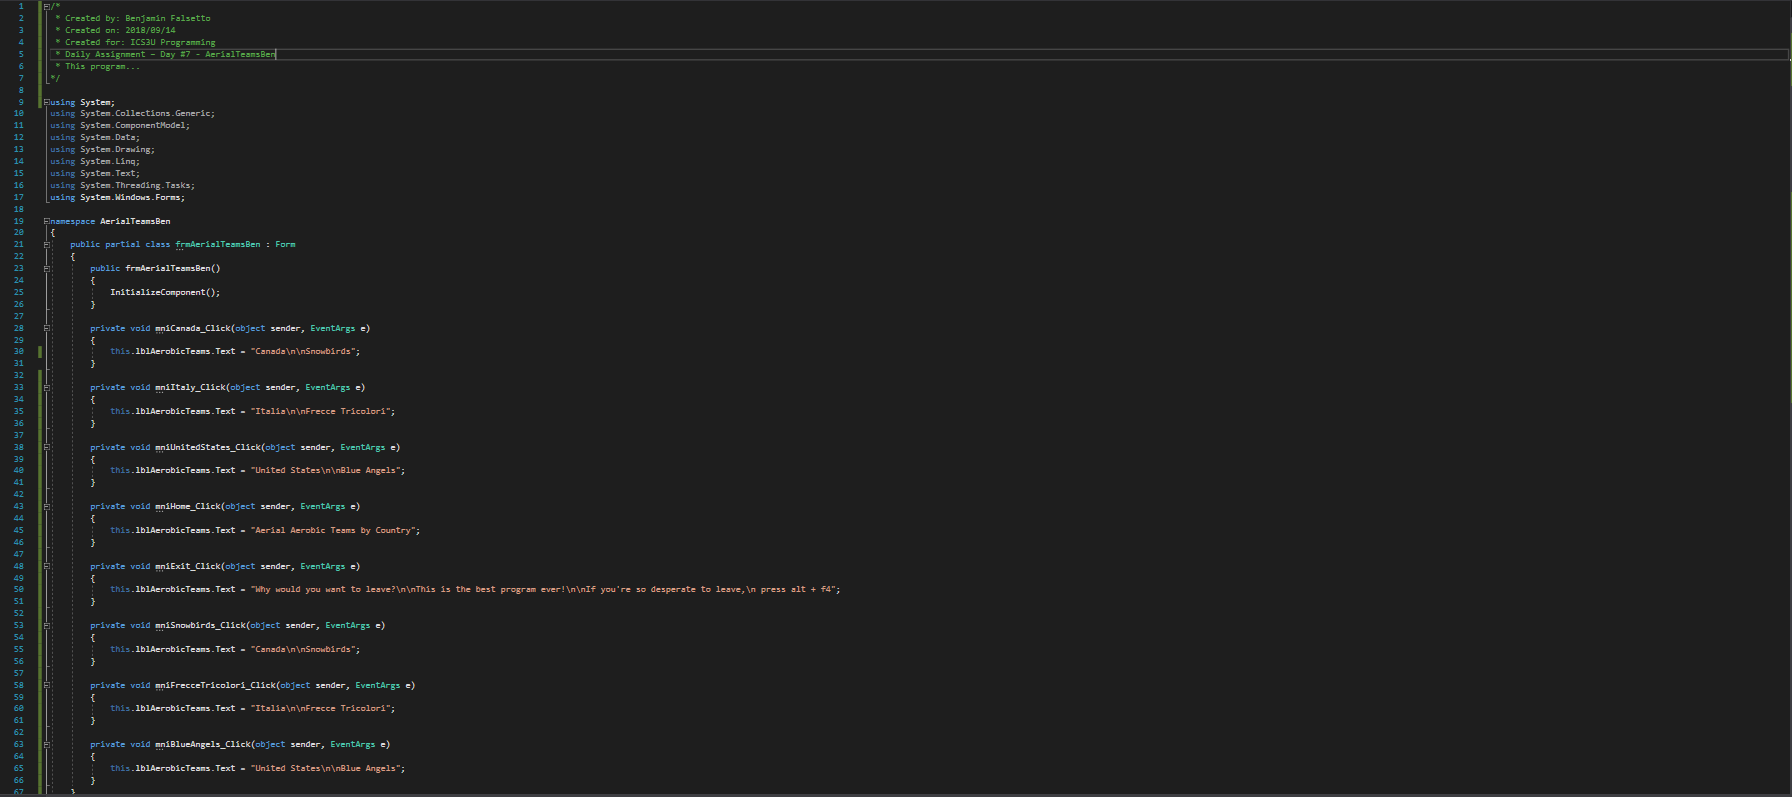 1 /*
2 * Created by: Benjamin Falsetto
3 * Created on: 2018/09/14
4 * Created for: ICS3U Programming
5 * Daily Assignment - Day #7 - AerialTeamsBen
6 * This program...
7 */
8
9 using System;
10 using System.Collections.Generic;
11 using System.ComponentModel;
12 using System.Data;
13 using System.Drawing;
14 using System.Linq;
15 using System.Text;
16 using System.Threading.Tasks;
17 using System.Windows.Forms;
18
19 namespace AerialTeamsBen
20 {
21 public partial class frmAerialTeamsBen : Form
22 {
23 public frmAerialTeamsBen()
24 {
25 InitializeComponent();
26 }
27
28 private void mniCanada_Click(object sender, EventArgs e)
29 {
30 this.lblAerobicTeams.Text = "Canada\n\nSnowbirds";
31 }
32
33 private void mniItaly_Click(object sender, EventArgs e)
34 {
35 this.lblAerobicTeams.Text = "Italia\n\nFrecce Tricolori";
36 }
37
38 private void mniUnitedStates_Click(object sender, EventArgs e)
39 {
40 this.lblAerobicTeams.Text = "United States\n\nBlue Angels";
41 }
42
43 private void mniHome_Click(object sender, EventArgs e)
44 {
45 this.lblAerobicTeams.Text = "Aerial Aerobic Teams by Country";
46 }
47
48 private void mniExit_Click(object sender, EventArgs e)
49 {
50 this.lblAerobicTeams.Text = "Why would you want to leave?\n\nThis is the best program ever!\n\nIf you're so desperate to leave,\n press alt + f4";
51 }
52
53 private void mniSnowbirds_Click(object sender, EventArgs e)
54 {
55 this.lblAerobicTeams.Text = "Canada\n\nSnowbirds";
56 }
57
58 private void mniFrecceTricolori_Click(object sender, EventArgs e)
59 {
60 this.lblAerobicTeams.Text = "Italia\n\nFrecce Tricolori";
61 }
62
63 private void mniBlueAngels_Click(object sender, EventArgs e)
64 {
65 this.lblAerobicTeams.Text = "United States\n\nBlue Angels";
66 }
67 }